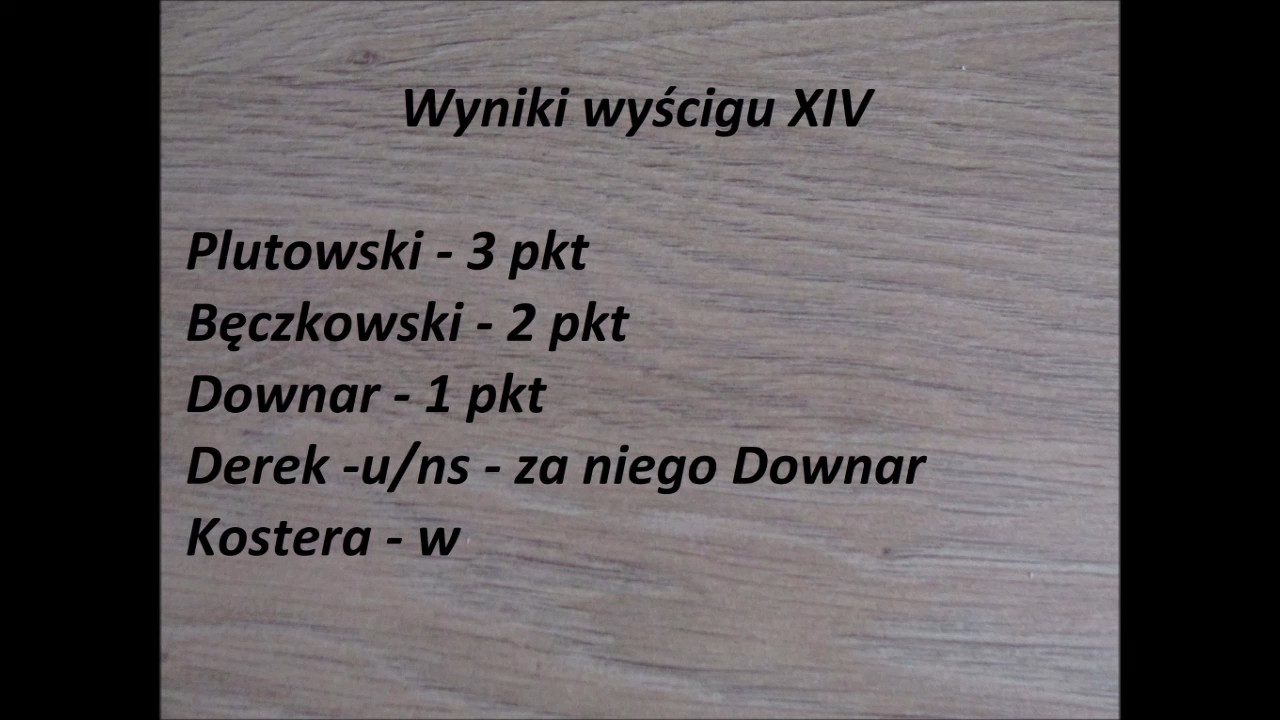 Wyniki wyścigu XIV
Plutowski - 3 pkt
Bęczkowski - 2 pkt
Downar - 1 pkt
Derek -u/ns - za niego Downar
Kostera - w